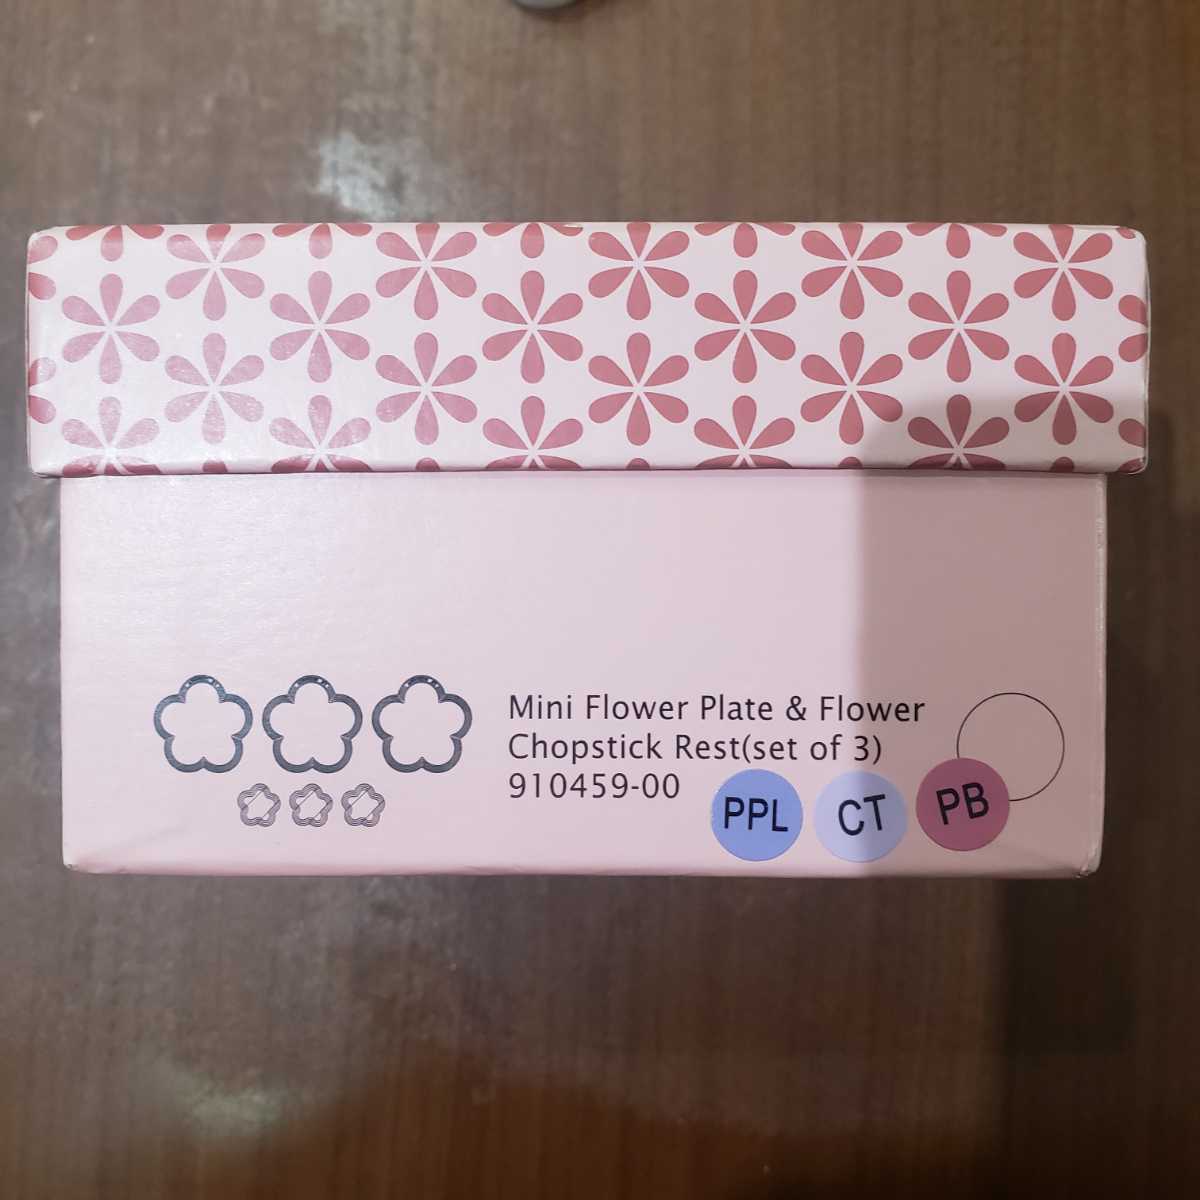 Mini Flower Plate & Flower
Chopstick Rest(set of 3)
910459-00
PPL CT PB